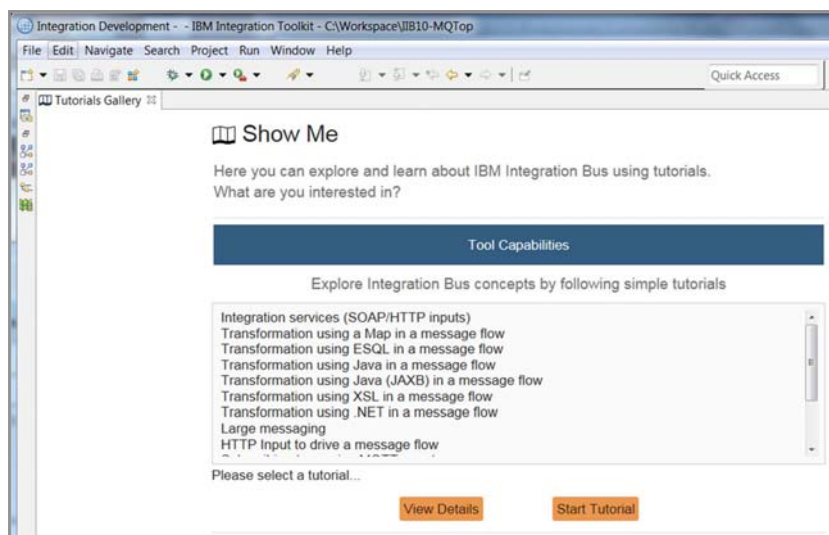 Integration Development - - IBM Integration Toolkit - C:\Workspace\IIB10-MQTop
File Edit Navigate Search Project Run Window Help
Quick Access
Tutorials Gallery
Show Me
Here you can explore and learn about IBM Integration Bus using tutorials.
What are you interested in?
Tool Capabilities
Explore Integration Bus concepts by following simple tutorials
Integration services (SOAP/HTTP inputs)
Transformation using a Map in a message flow
Transformation using ESQL in a message flow
Transformation using Java in a message flow
Transformation using Java (JAXB) in a message flow
Transformation using XSL in a message flow
Transformation using .NET in a message flow
Large messaging
HTTP Input to drive a message flow
Please select a tutorial...
View Details Start Tutorial